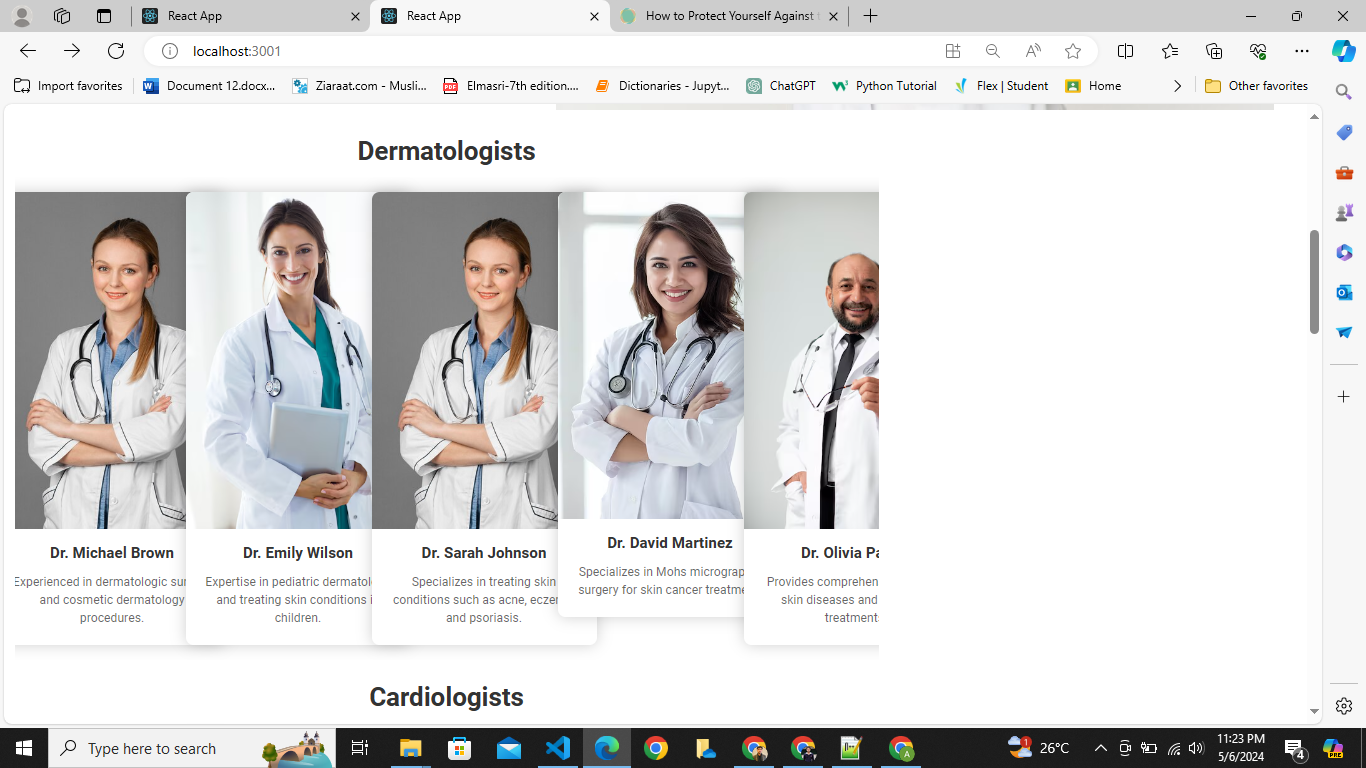 React App
React App
How to Protect Yourself Against
localhost:3001
Import favorites
Document 12.docx...
Ziaraat.com - Musli...
PDF
Elmasri-7th edition....
Dictionaries - Jupyt...
ChatGPT
Python Tutorial
Flex | Student
Home
Other favorites
Dermatologists
Dr. Michael Brown
Experienced in dermatologic sur
and cosmetic dermatology
procedures.
Dr. Emily Wilson
Expertise in pediatric dermatol
and treating skin conditions i
children.
Dr. Sarah Johnson
Specializes in treating skin
conditions such as acne, eczem
and psoriasis.
Dr. David Martinez
Specializes in Mohs micrograp
surgery for skin cancer treatme
Dr. Olivia Pa
Provides comprehen
skin diseases and
treatment
Cardiologists
Type here to search
1
26°C
11:23 PM
5/6/2024
4
PRE